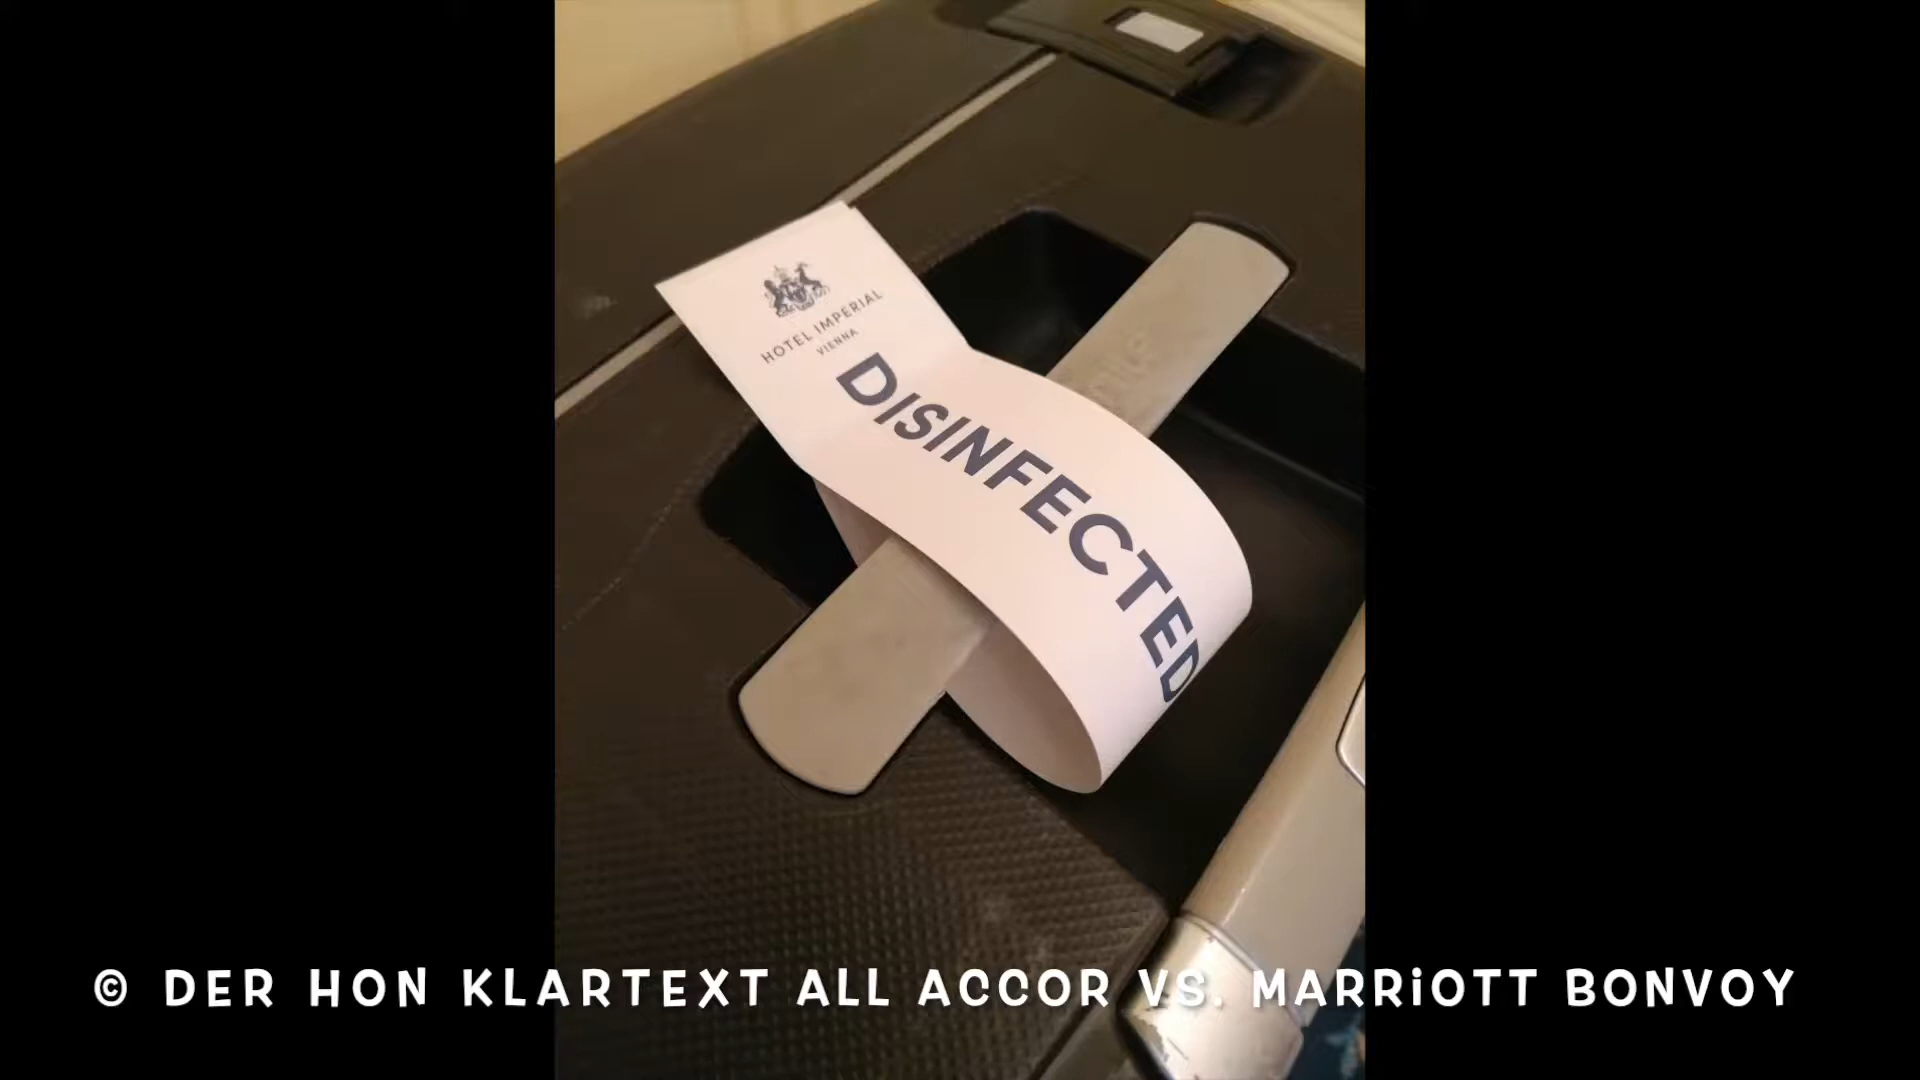 HOTEL IMPERIAL
VIENNA
DISINFECTED
© DER HON KLARTEXT ALL ACCOR VS. MARRIOTT BONVOY